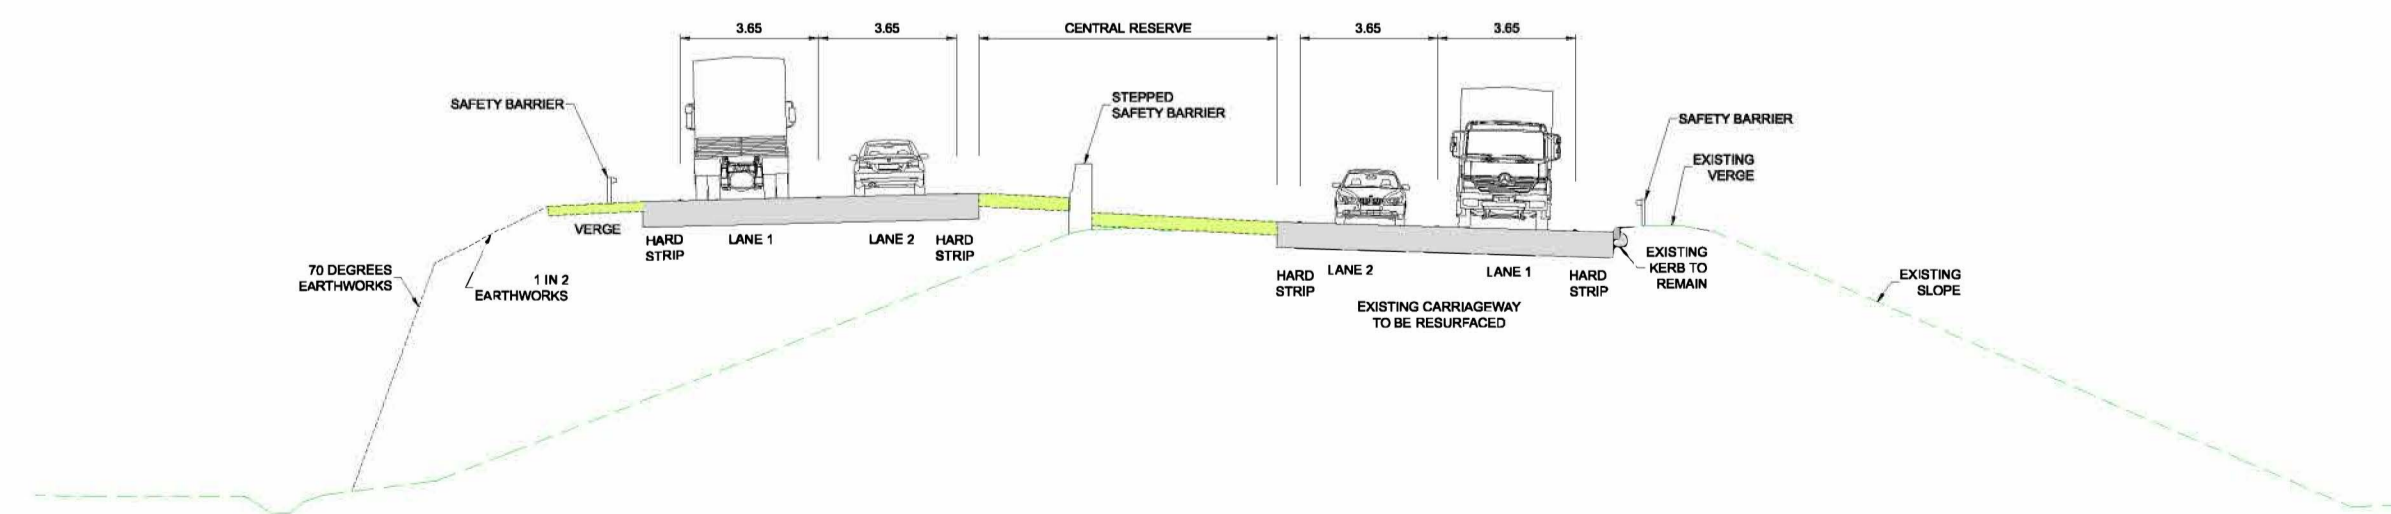 3.65
3.65
CENTRAL RESERVE
3.65
3.65
SAFETY BARRIER
STEPPED
SAFETY BARRIER
SAFETY BARRIER
EXISTING
VERGE
VERGE
HARD
STRIP
LANE 1
LANE 2
HARD
STRIP
70 DEGREES
EARTHWORKS
1 IN 2
EARTHWORKS
HARD
STRIP
LANE 2
LANE 1
HARD
STRIP
EXISTING
KERB TO
REMAIN
EXISTING
SLOPE
EXISTING CARRIAGEWAY
TO BE RESURFACED